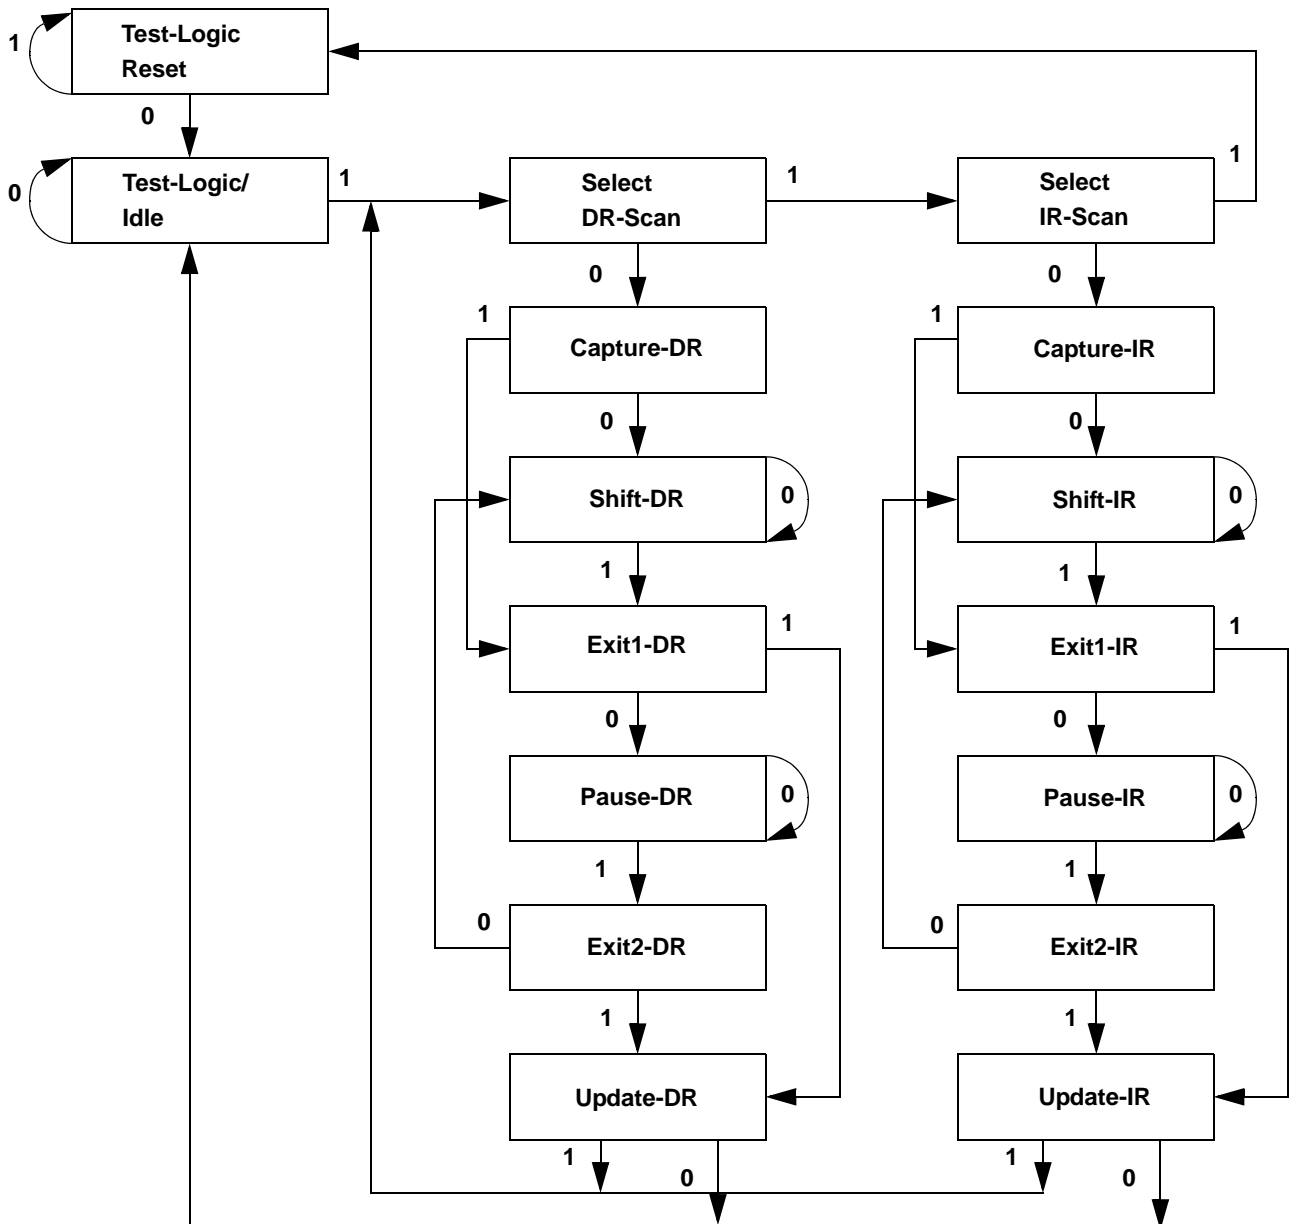 1
Test-Logic
Reset
0
0
Test-Logic/
Idle
1
Select
DR-Scan
1
Select
IR-Scan
1
0
0
1
Capture-DR
1
Capture-IR
0
0
Shift-DR
0
Shift-IR
0
1
1
Exit1-DR
1
Exit1-IR
1
0
0
Pause-DR
0
Pause-IR
0
1
1
0
Exit2-DR
0
Exit2-IR
1
1
Update-DR
Update-IR
1
0
1
0